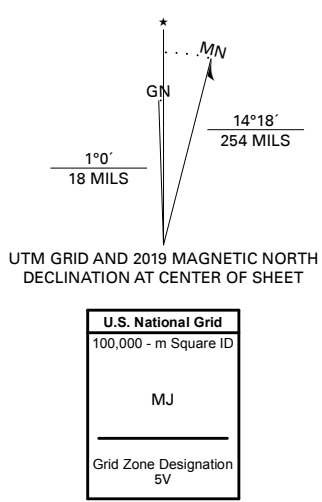 ★
MN
GN
14°18´
254 MILS
1°0´
18 MILS
UTM GRID AND 2019 MAGNETIC NORTH
DECLINATION AT CENTER OF SHEET
U.S. National Grid
100,000 - m Square ID
MJ
Grid Zone Designation
5V